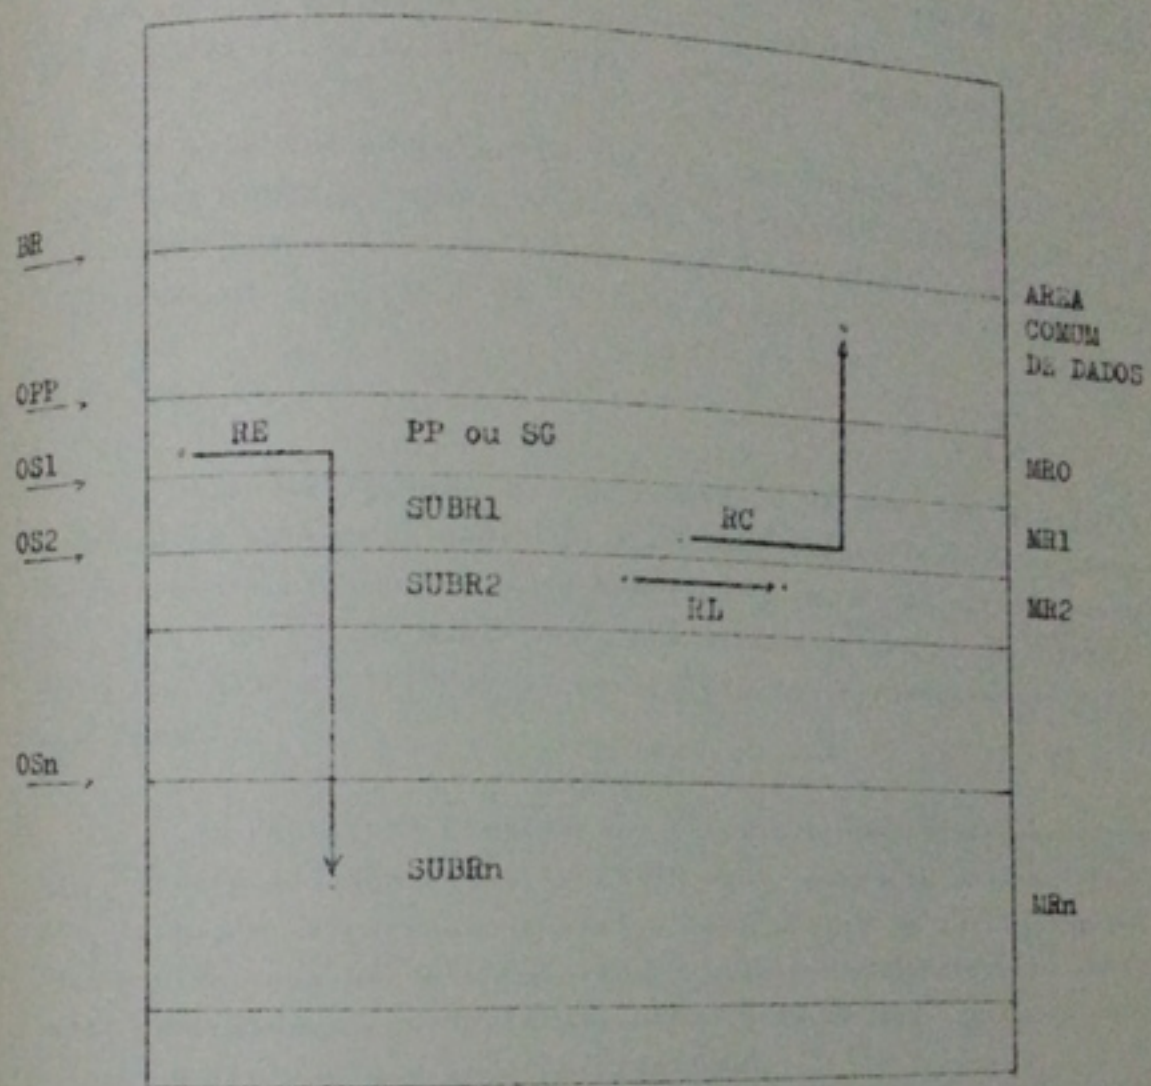 BR
AREA
COMUM
DE DADOS
OPP
RE
PP ou SG
OS1
MR0
SUBR1
RC
OS2
MR1
SUBR2
RL
MR2
OSn
SUBRn
MRn